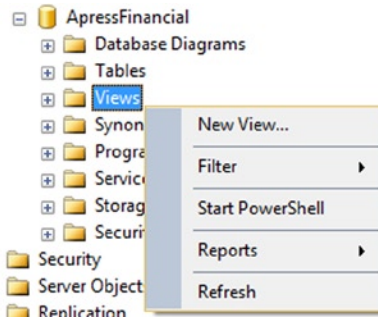 ApressFinancial
Database Diagrams
Tables
Views
Synon
New View...
Progra
Filter
Service
Storag
Start PowerShell
Securi
Reports
Security
Server Object
Refresh
Replication